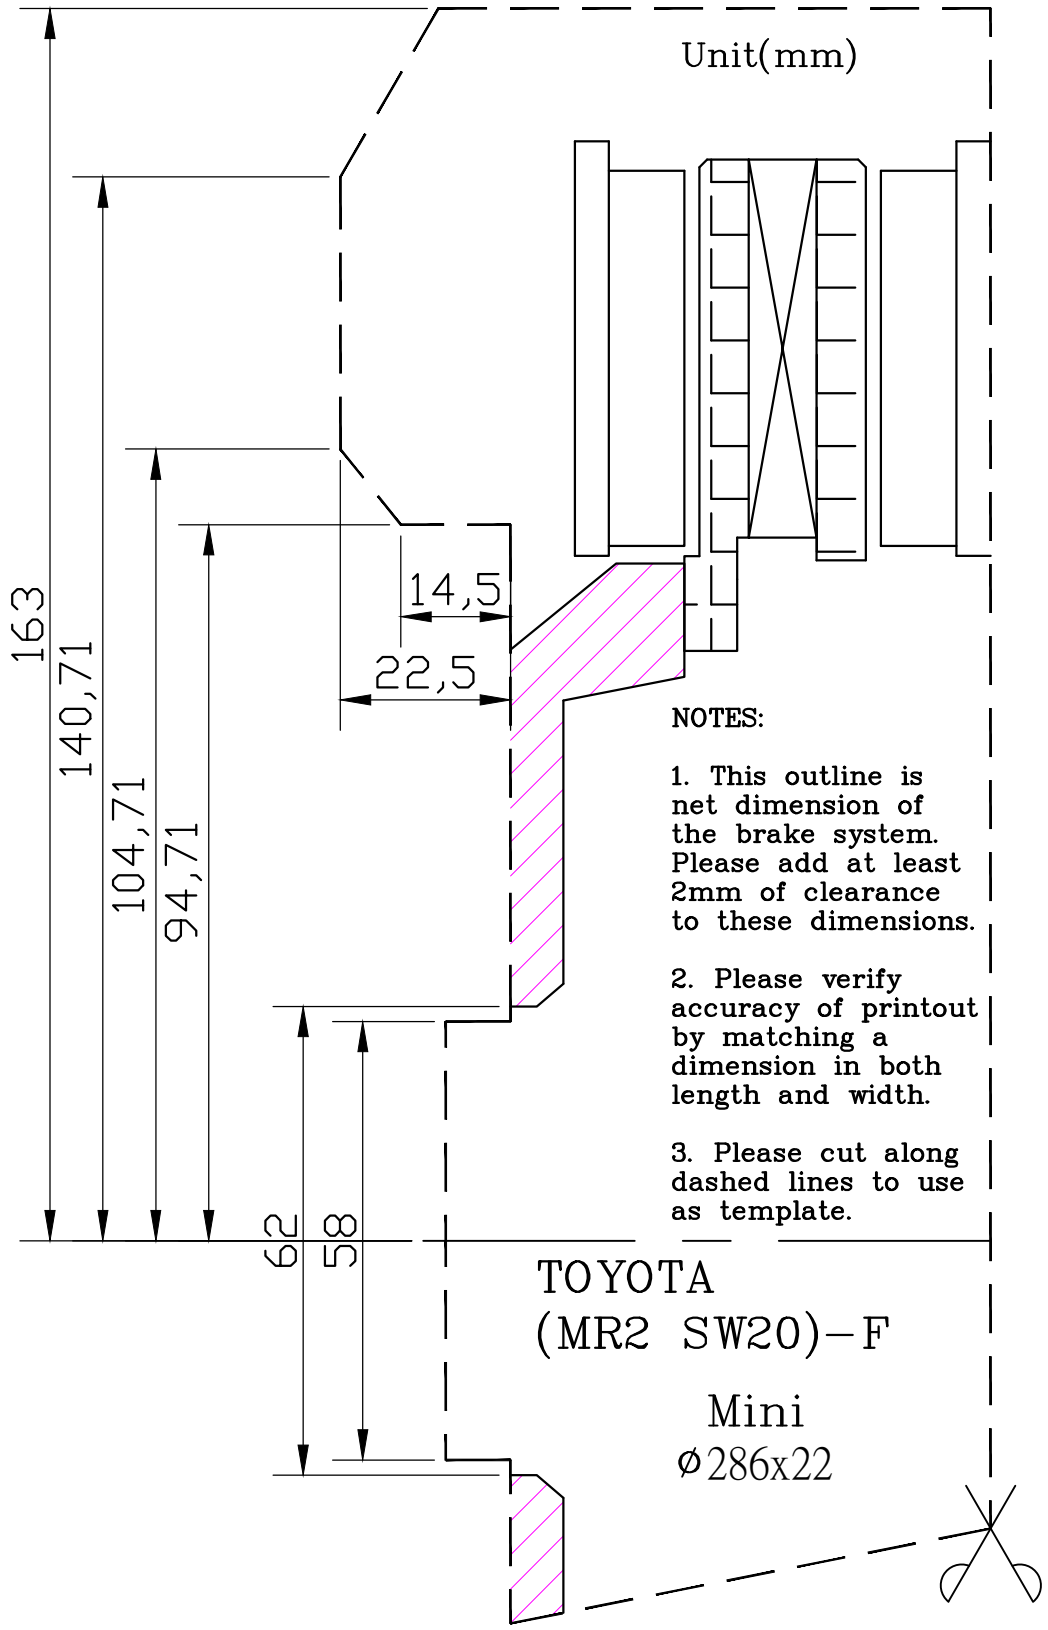 Unit(mm)
14,5
22,5
163
140,71
104,71
94,71
NOTES:
1. This outline is
net dimension of
the brake system.
Please add at least
2mm of clearance
to these dimensions.
2. Please verify
accuracy of printout
by matching a
dimension in both
length and width.
3. Please cut along
dashed lines to use
as template.
62
58
TOYOTA
(MR2 SW20)-F
Mini
Ø286x22